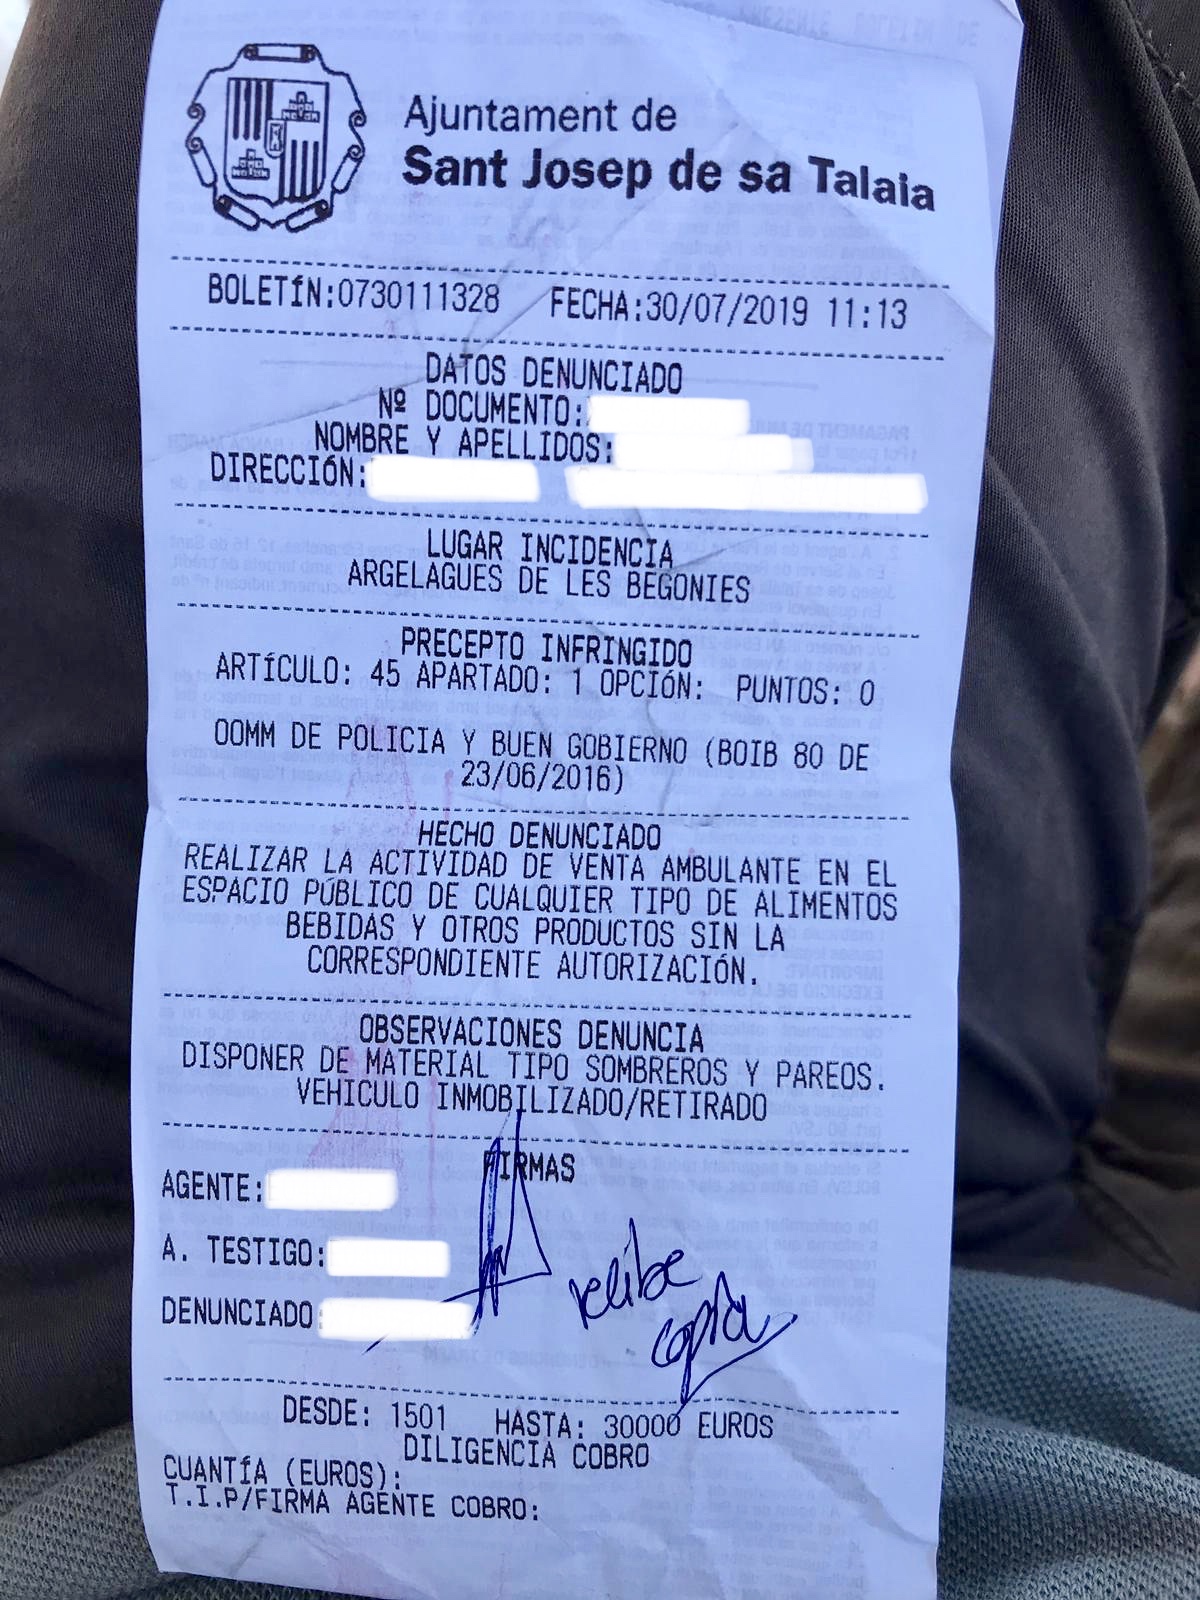 Ajuntament de
Sant Josep de sa Talaia
BOLETÍN:0730111328 FECHA:30/07/2019 11:13
DATOS DENUNCIADO
Nº DOCUMENTO:
NOMBRE Y APELLIDOS:
DIRECCIÓN:
LUGAR INCIDENCIA
ARGELAGUES DE LES BEGONIES
PRECEPTO INFRINGIDO
ARTÍCULO: 45 APARTADO: 1 OPCIÓN: PUNTOS: 0
OOMM DE POLICIA Y BUEN GOBIERNO (BOIB 80 DE
23/06/2016)
HECHO DENUNCIADO
REALIZAR LA ACTIVIDAD DE VENTA AMBULANTE EN EL
ESPACIO PÚBLICO DE CUALQUIER TIPO DE ALIMENTOS
BEBIDAS Y OTROS PRODUCTOS SIN LA
CORRESPONDIENTE AUTORIZACIÓN.
OBSERVACIONES DENUNCIA
DISPONER DE MATERIAL TIPO SOMBREROS Y PAREOS.
VEHICULO INMOBILIZADO/RETIRADO
FIRMAS
AGENTE:
A. TESTIGO:
DENUNCIADO:
recibe
copia
DESDE: 1501 HASTA: 30000 EUROS
DILIGENCIA COBRO
CUANTÍA (EUROS):
T.I.P/FIRMA AGENTE COBRO: